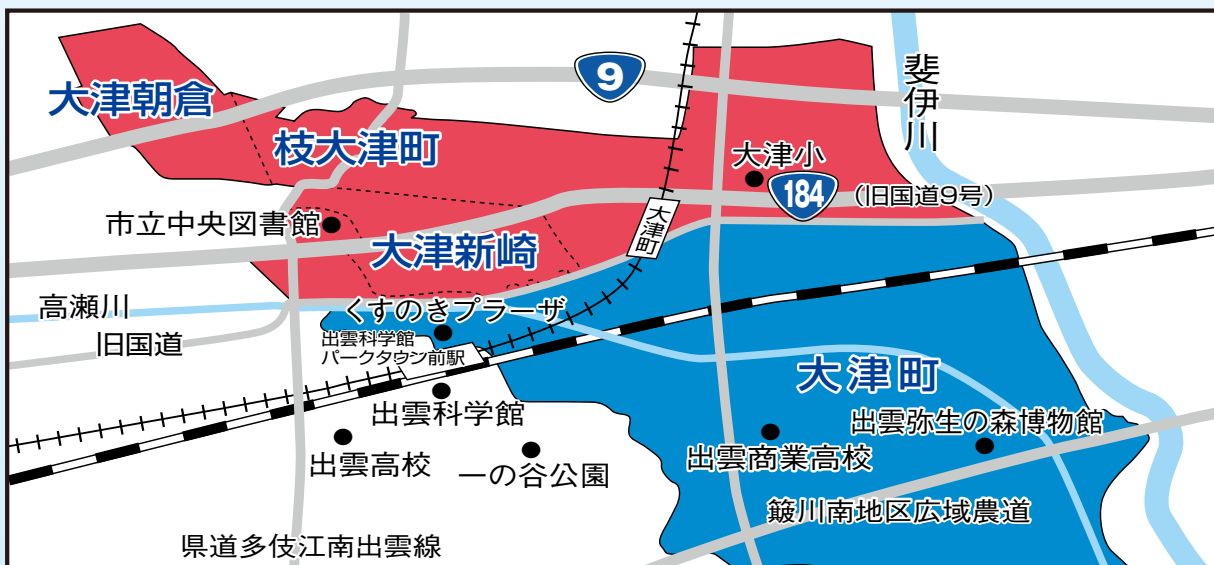 9
斐伊川
大津朝倉
枝大津町
大津小
184
(旧国道9号)
市立中央図書館
大津町
大津新崎
高瀬川
くすのきプラーザ
旧国道
出雲科学館
パークタウン前駅
大津町
出雲科学館
出雲弥生の森博物館
出雲高校
一の谷公園
出雲商業高校
簸川南地区広域農道
県道多伎江南出雲線